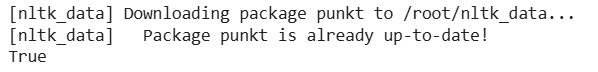 [nltk_data] Downloading package punkt to /root/nltk_data...
[nltk_data]   Package punkt is already up-to-date!
True